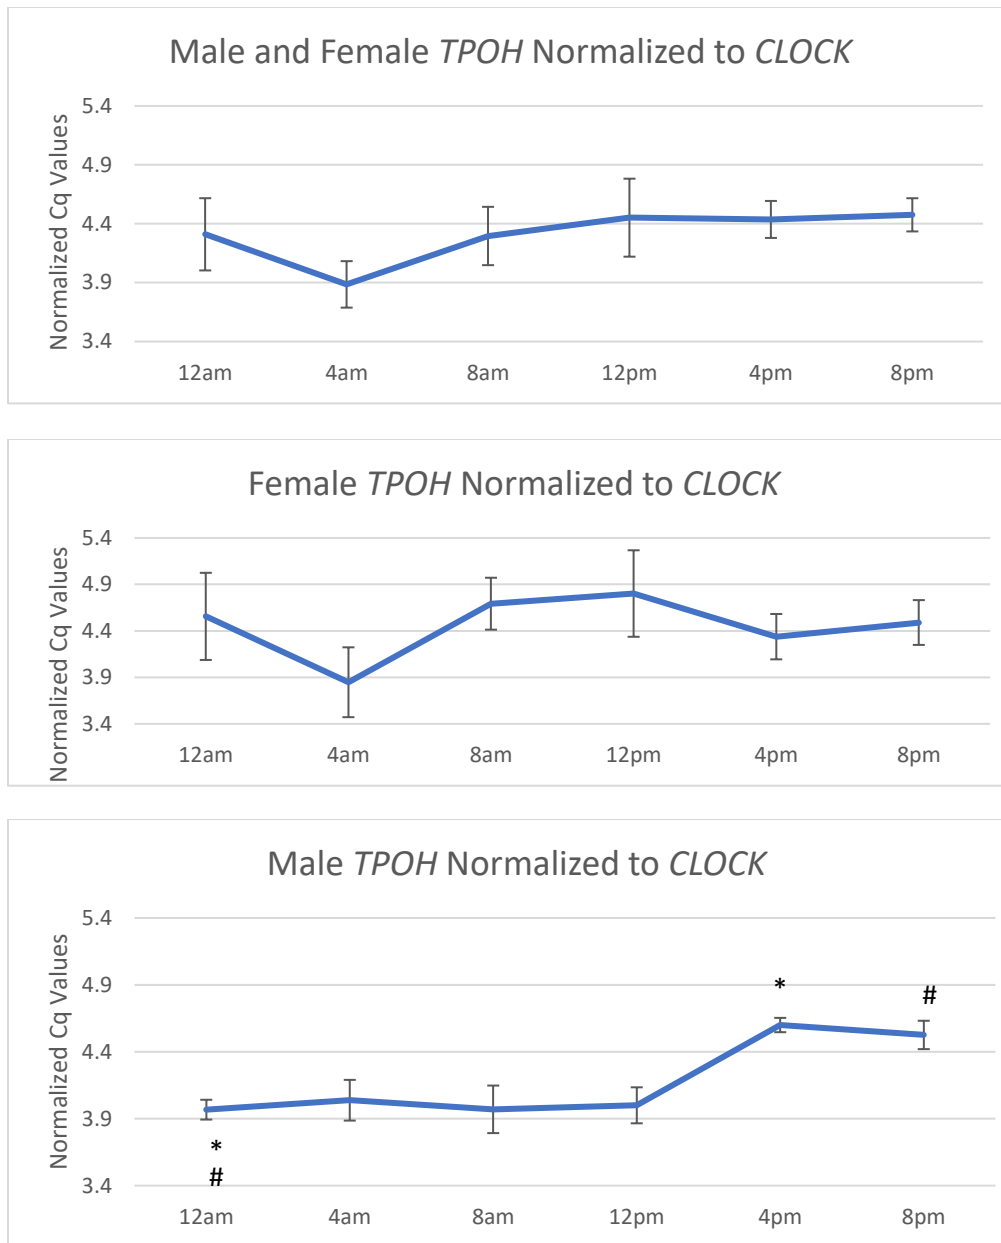 Male and Female TPOH Normalized to CLOCK
Normalized Cq Values
5.4
4.9
4.4
3.9
3.4
12am 4am 8am 12pm 4pm 8pm
Female TPOH Normalized to CLOCK
Normalized Cq Values
5.4
4.9
4.4
3.9
3.4
12am 4am 8am 12pm 4pm 8pm
Male TPOH Normalized to CLOCK
Normalized Cq Values
5.4
4.9
4.4
3.9
3.4
* #
*
#
12am 4am 8am 12pm 4pm 8pm